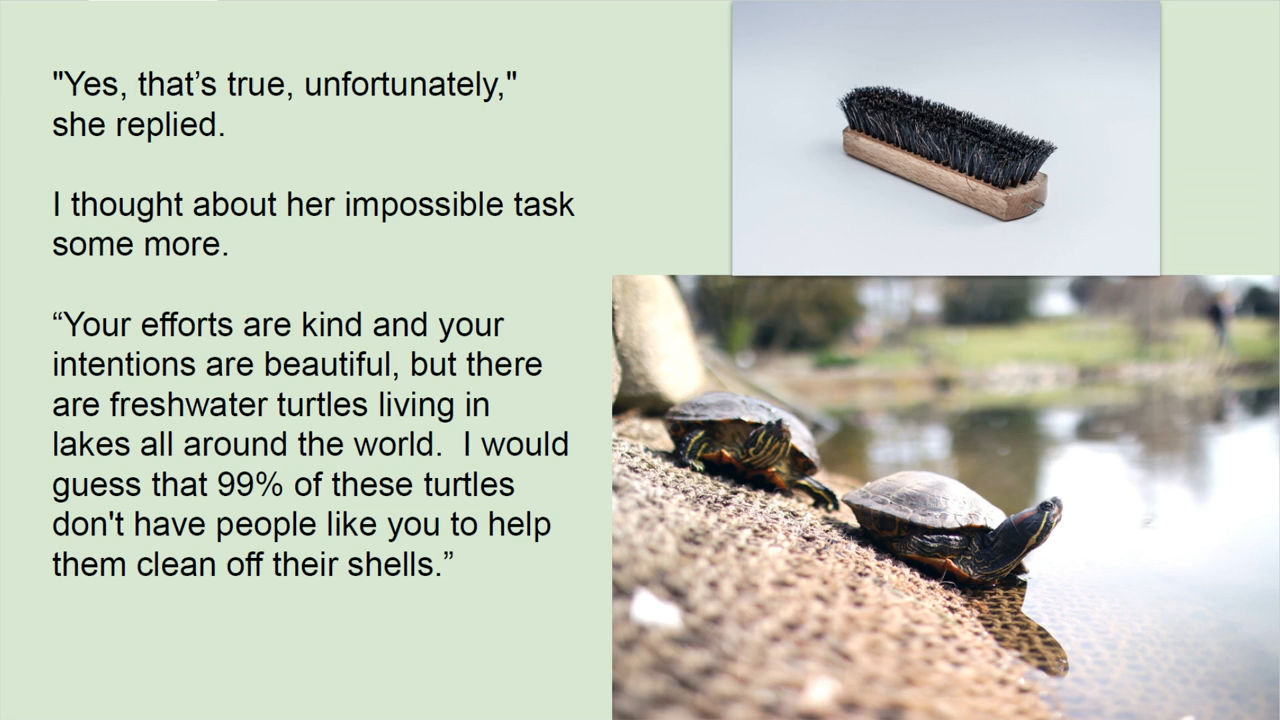 "Yes, that’s true, unfortunately,"
she replied.
I thought about her impossible task
some more.
“Your efforts are kind and your
intentions are beautiful, but there
are freshwater turtles living in
lakes all around the world.  I would
guess that 99% of these turtles
don't have people like you to help
them clean off their shells.”